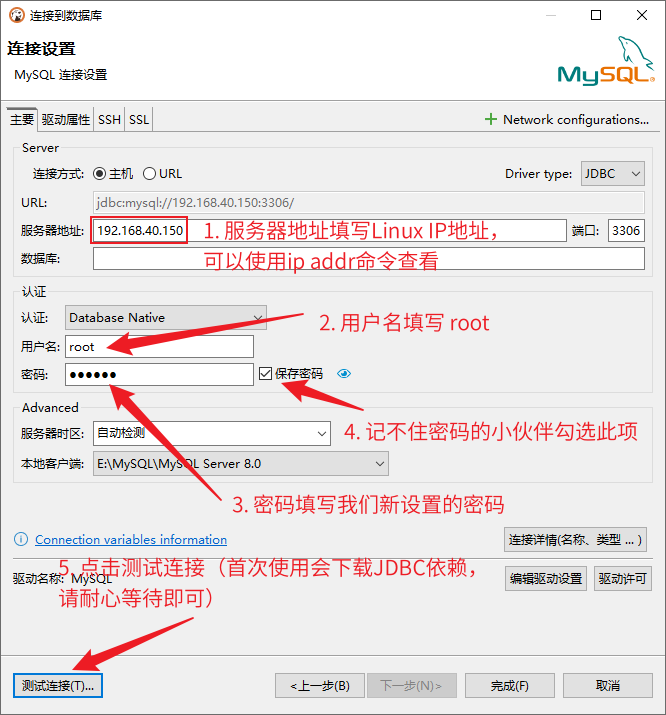 连接到数据库
连接设置
MySQL 连接设置
MySQL®
主要 驱动属性 SSH SSL
Network configurations...
Server
连接方式: 主机 URL
Driver type: JDBC
URL: jdbc:mysql://192.168.40.150:3306/
服务器地址: 192.168.40.150
1. 服务器地址填写Linux IP地址，
端口: 3306
数据库:
可以使用ip addr命令查看
认证
认证: Database Native
2. 用户名填写 root
用户名: root
密码: ●●●●●●
保存密码
Advanced
服务器时区: 自动检测
4. 记不住密码的小伙伴勾选此项
本地客户端: E:\MySQL\MySQL Server 8.0
3. 密码填写我们新设置的密码
Connection variables information
连接详情(名称、类型 ... )
5. 点击测试连接（首次使用会下载JDBC依赖，
驱动名称: MySQL
编辑驱动设置 驱动许可
请耐心等待即可）
测试连接(T)... <上一步(B) 下一步(N)> 完成(F) 取消